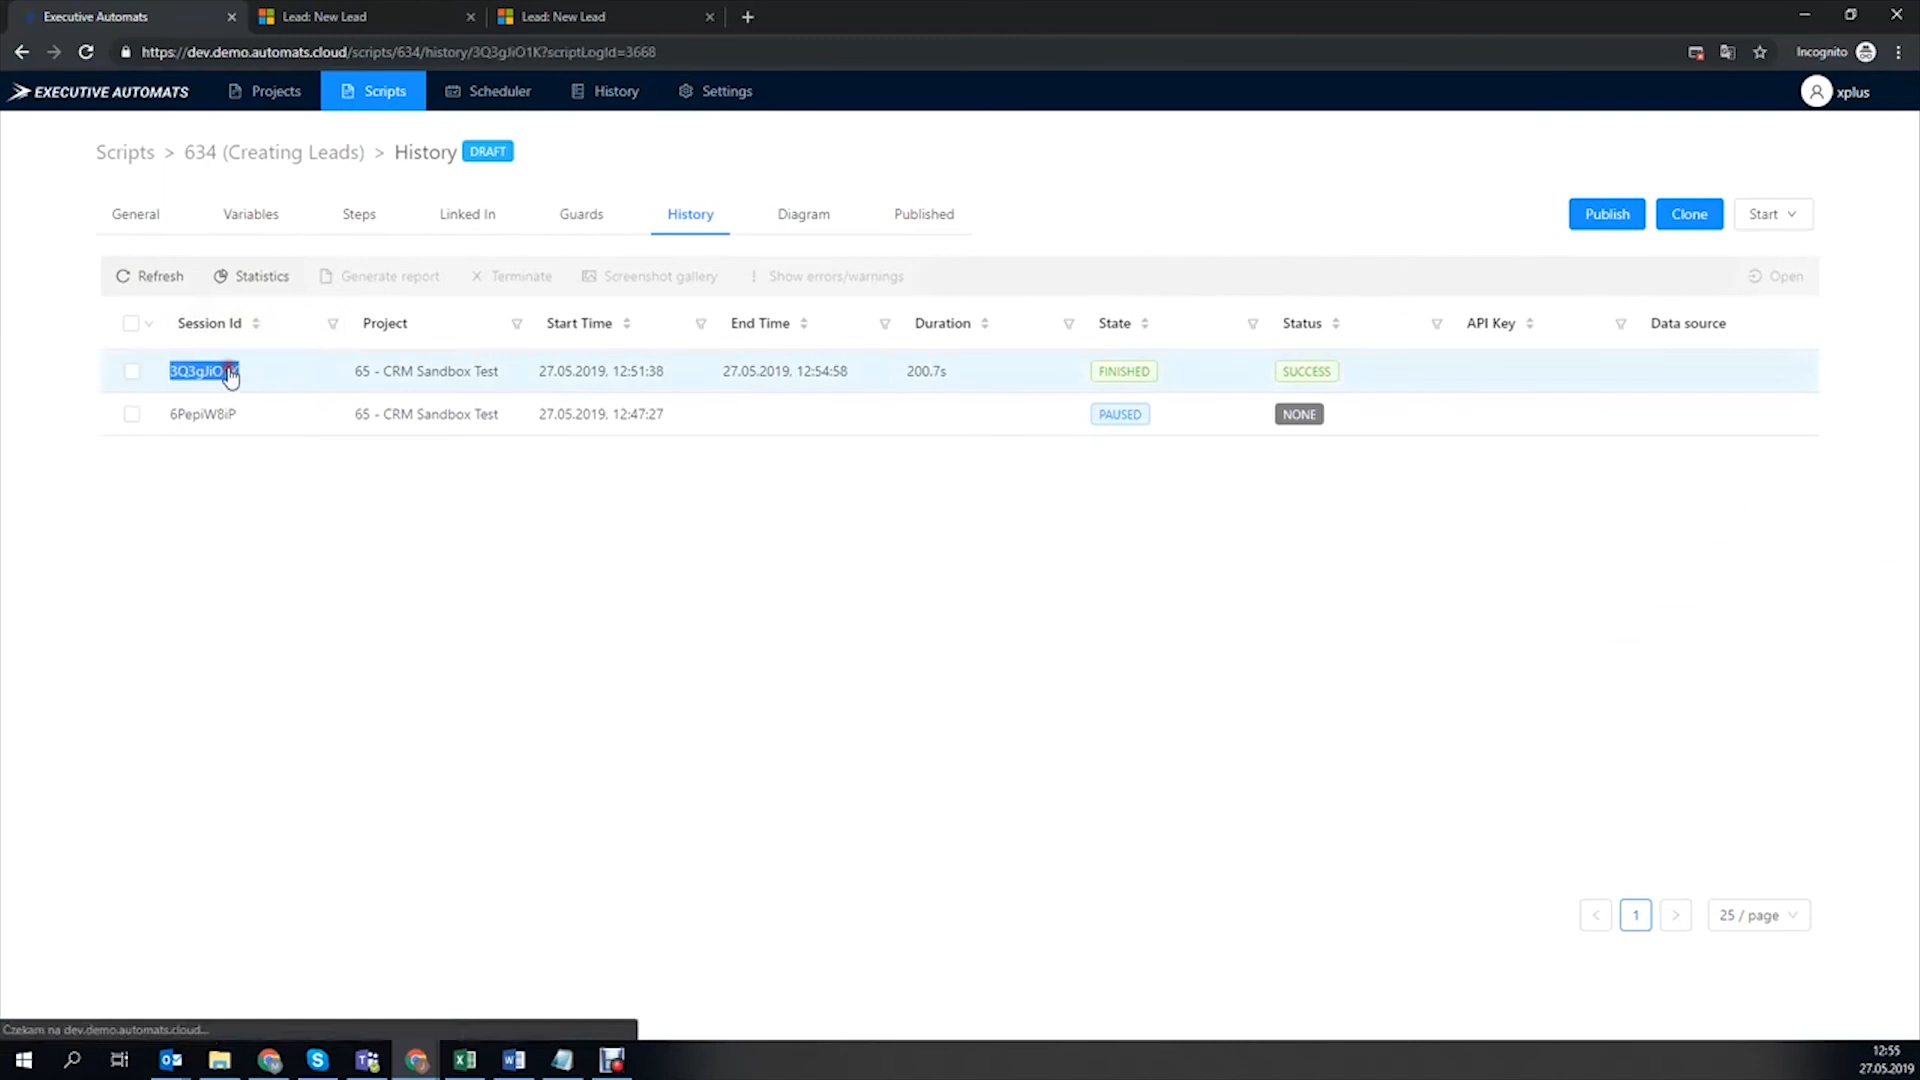 Executive Automats
Lead: New Lead
Lead: New Lead
https://dev.demo.automats.cloud/scripts/634/history/3Q3gJiO1K?scriptLogId=3668
Incognito
EXECUTIVE AUTOMATS
Projects
Scripts
Scheduler
History
Settings
xplus
Scripts > 634 (Creating Leads) > History DRAFT
General
Variables
Steps
Linked In
Guards
History
Diagram
Published
Publish
Clone
Start
Refresh
Statistics
Generate report
Terminate
Screenshot gallery
Show errors/warnings
Open
Session Id
Project
Start Time
End Time
Duration
State
Status
API Key
Data source
65 - CRM Sandbox Test
27.05.2019, 12:51:38
27.05.2019, 12:54:58
200.7s
FINISHED
SUCCESS
6PepiW8iP
65 - CRM Sandbox Test
27.05.2019, 12:47:27
PAUSED
NONE
1
25 / page
Czekam na dev.demo.automats.cloud...
12:55
27.05.2019